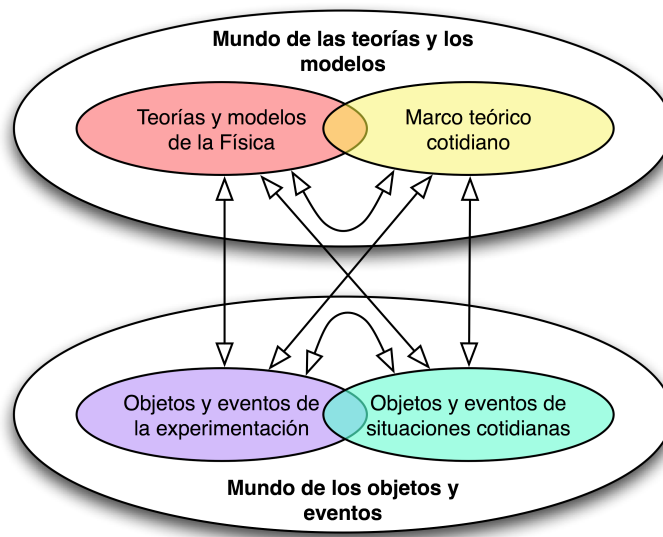 Mundo de las teorías y los
modelos
Teorías y modelos
de la Física
Marco teórico
cotidiano
Objetos y eventos de
la experimentación
Objetos y eventos de
situaciones cotidianas
Mundo de los objetos y
eventos